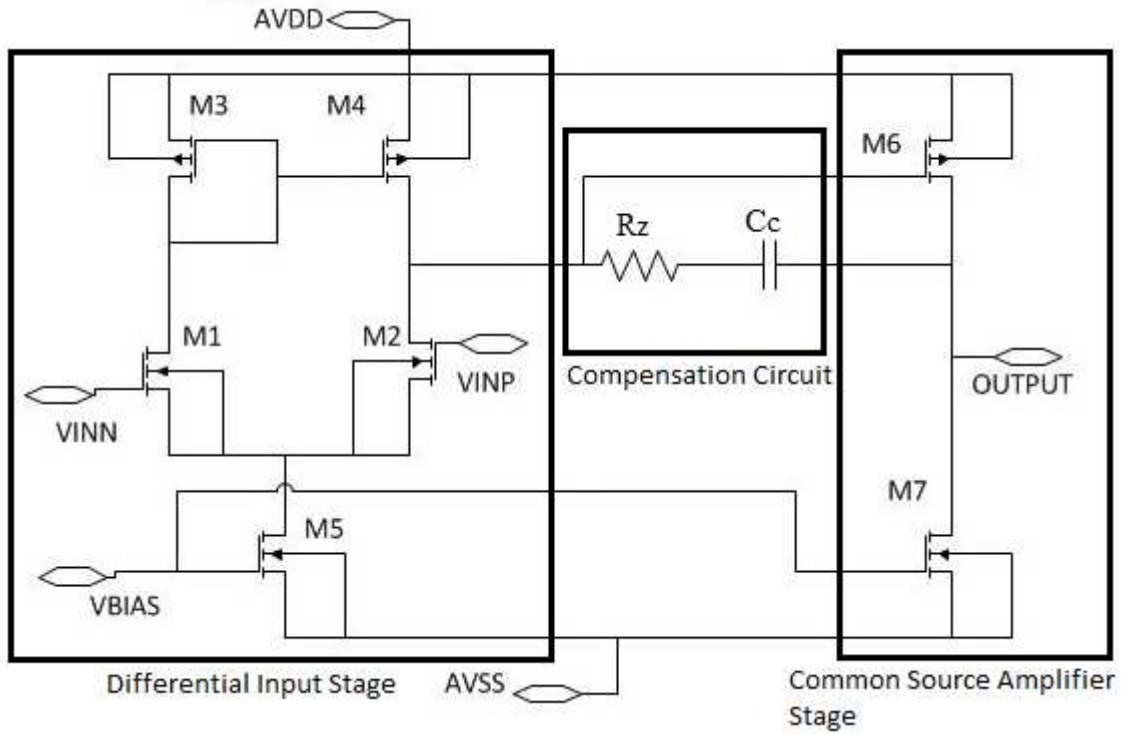 AVDD
M3
M4
M6
Rz
Cc
M1
M2
VINP
VINN
Compensation Circuit
OUTPUT
M7
M5
VBIAS
Differential Input Stage
AVSS
Common Source Amplifier
Stage